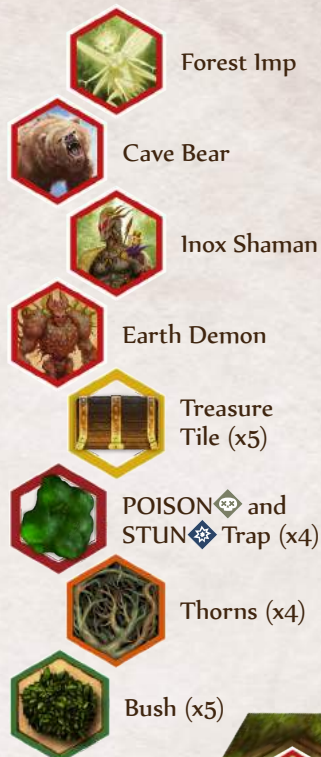 Forest Imp
Cave Bear
Inox Shaman
Earth Demon
Treasure
Tile (x5)
POISON and
STUN Trap (x4)
Thorns (x4)
Bush (x5)